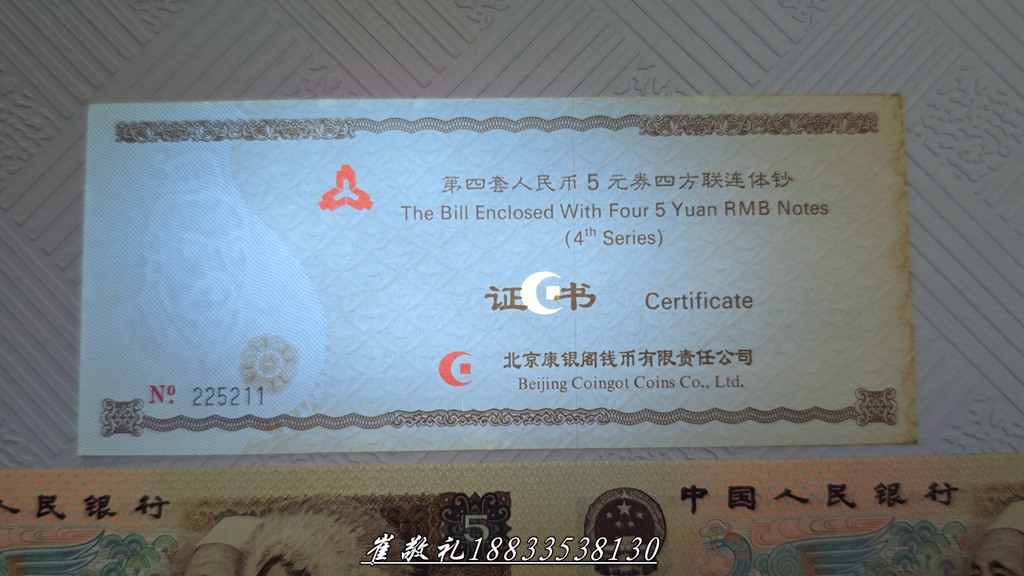 第四套人民币5元券四方联连体钞
The Bill Enclosed With Four 5 Yuan RMB Notes
(4th Series)
证书 Certificate
北京康银阁钱币有限责任公司
Beijing Coingot Coins Co., Ltd.
Nº 225211
人民银行 5 中国人民银行
崔敬礼18833538130